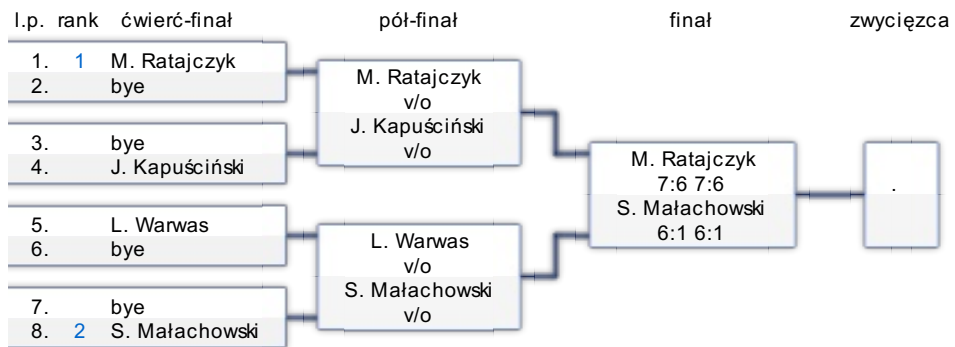 l.p. rank ćwierć-finał pół-finał finał zwycięzca
1. 1 M. Ratajczyk
2. bye
3. bye
4. J. Kapuściński
5. L. Warwas
6. bye
7. bye
8. 2 S. Małachowski
M. Ratajczyk
v/o
J. Kapuściński
v/o
L. Warwas
v/o
S. Małachowski
v/o
M. Ratajczyk
7:6 7:6
S. Małachowski
6:1 6:1
.